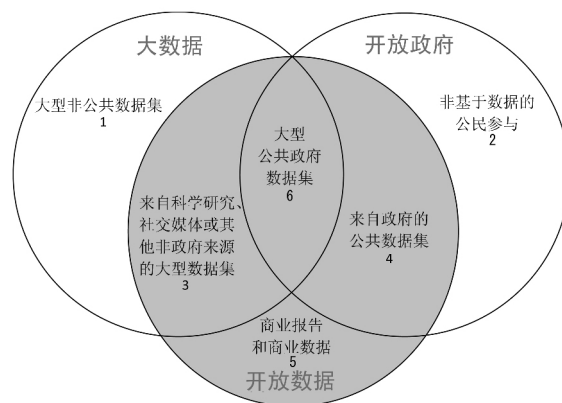 大数据
开放政府
大型非公共数据集
1
非基于数据的
公民参与
2
大型
公共政府
数据集
6
来自科学研究、
社交媒体或其
他非政府来源
的大型数据集
3
来自政府的
公共数据集
4
商业报告
和商业数据
5
开放数据